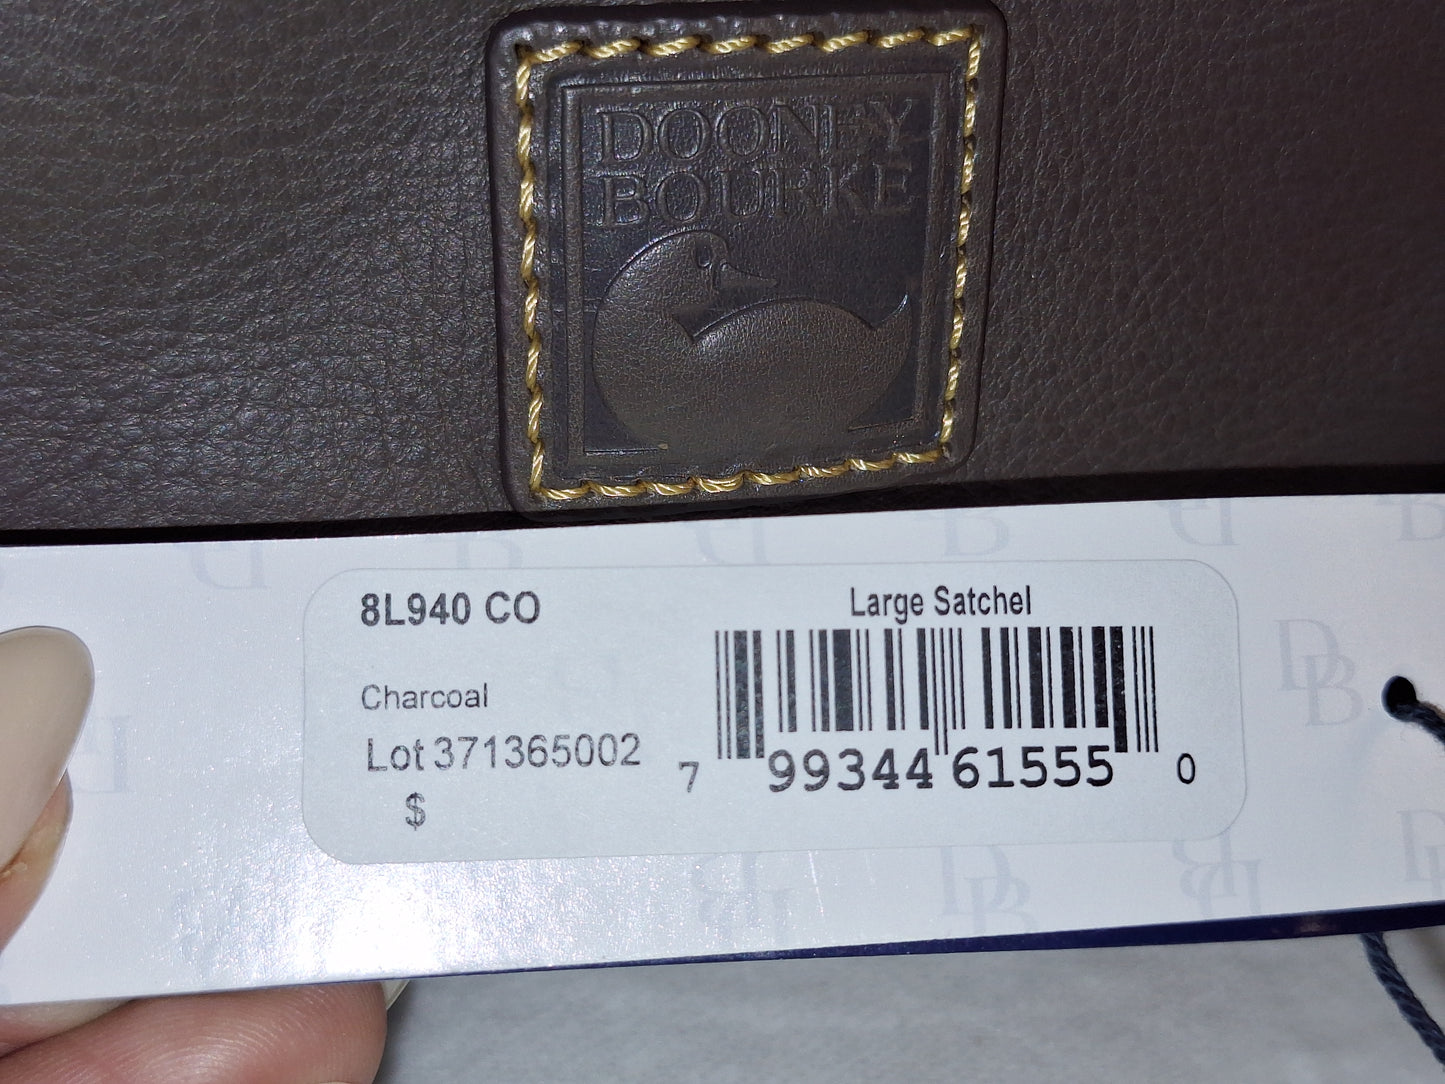 DOONEY
BOURKE
8L940 CO
Large Satchel
Charcoal
Lot 371365002
$
7 99344 61555 0